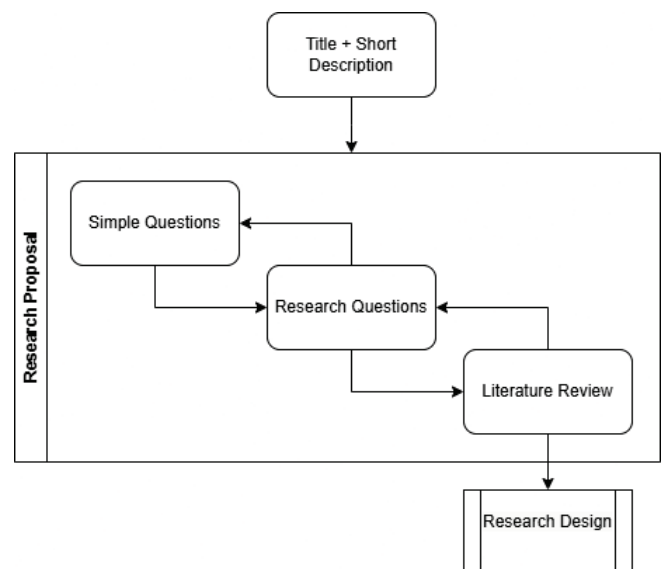 Title + Short
Description
Research Proposal
Simple Questions
Research Questions
Literature Review
Research Design